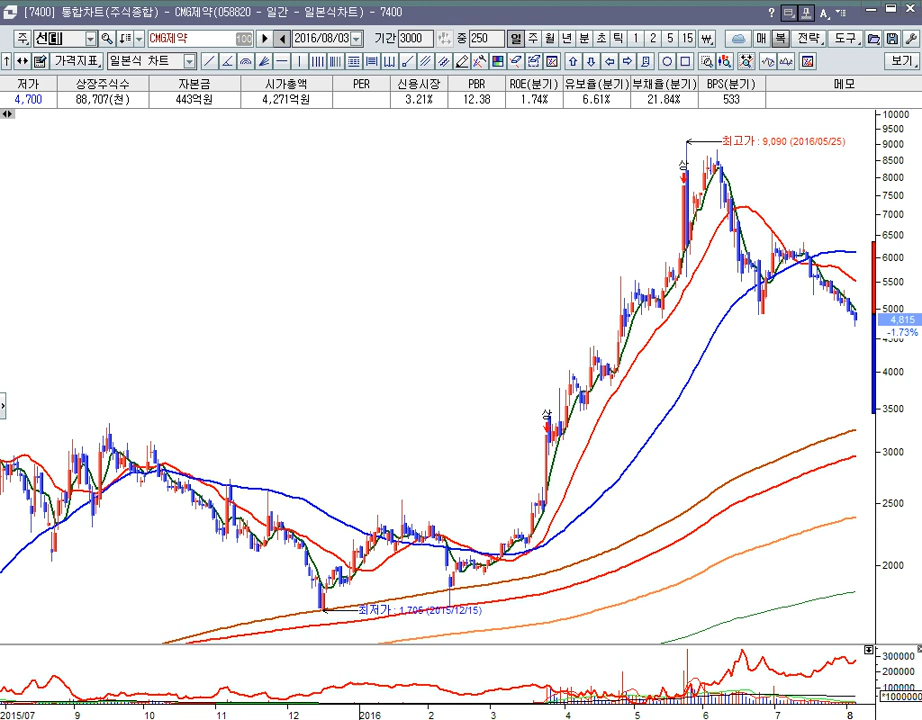 [7400] 통합차트(주식종합) - CMG제약(058820 - 일간 - 일본식차트) - 7400
? A
주 CMG제약 100 2016/08/03 기간 3000 중 250 일 주 월 년 분 초 틱 1 2 5 15 ₩ 매 복 전략 도구
가격지표 일본식 차트 보기
저가 상장주식수 자본금 시가총액 PER 신용시장 PBR ROE(분기) 유보율(분기) 부채율(분기) BPS(분기) 메모
4,700 88,707(천) 443억원 4,271억원 3.21% 12.38 1.74% 6.61% 21.84% 533
10000
9500
최고가 : 9,090 (2016/05/25) 9000
상 8500
8000
7500
7000
6500
6000
5500
5000
4,815
-1.73%
4500
4000
상 3500
3000
2500
2000
최저가 : 1,705 (2015/12/15)
300000
200000
100000
*1000000
2015/07 9 10 11 12 2016 2 3 4 5 6 7 8